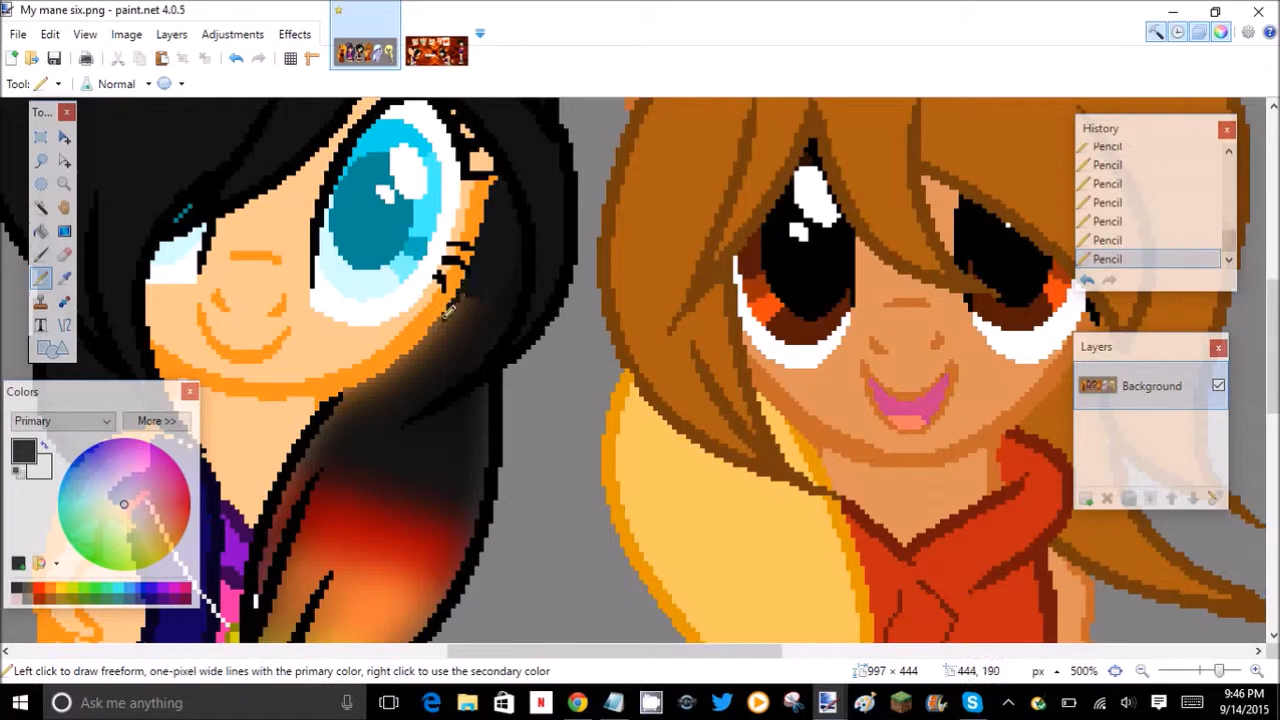 My mane six.png - paint.net 4.0.5
File Edit View Image Layers Adjustments Effects
Tool: Normal
To...
History
Pencil
Pencil
Pencil
Pencil
Pencil
Pencil
Pencil
Layers
Background
Colors
Primary More >>
Left click to draw freeform, one-pixel wide lines with the primary color, right click to use the secondary color 997 × 444 444, 190 px 500%
Ask me anything
9:46 PM
9/14/2015